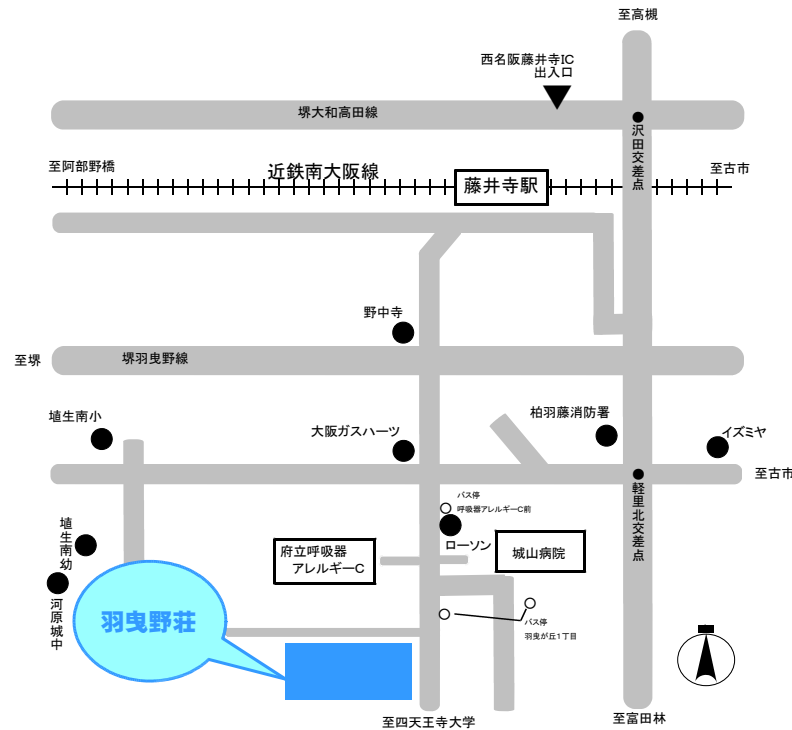 至高槻
西名阪藤井寺IC
出入口
堺大和高田線
沢田交差点
至阿部野橋
近鉄南大阪線
藤井寺駅
至古市
野中寺
至堺
堺羽曳野線
埴生南小
大阪ガスハーツ
柏羽藤消防署
イズミヤ
至古市
軽里北交差点
バス停
呼吸器アレルギーC前
ローソン
城山病院
府立呼吸器
アレルギーC
埴生南幼
河原城中
羽曳野荘
バス停
羽曳が丘1丁目
至四天王寺大学
至富田林